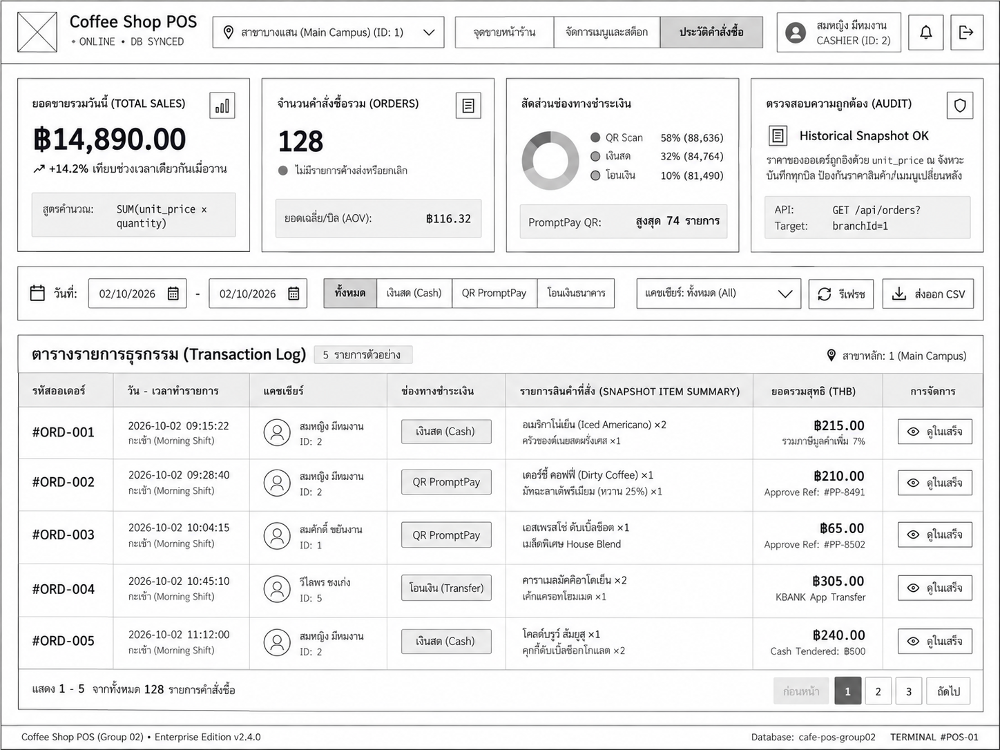 Coffee Shop POS
• ONLINE • DB SYNCED
สาขาบางแสน (Main Campus) (ID: 1)
จุดขายหน้าร้าน
จัดการเมนูและสต็อก
ประวัติคำสั่งซื้อ
สมหญิง มีหมงาน
CASHIER (ID: 2)
ยอดขายรวมวันนี้ (TOTAL SALES)
฿14,890.00
+14.2% เทียบช่วงเวลาเดียวกันเมื่อวาน
สูตรคำนวณ: SUM(unit_price ×
quantity)
จำนวนคำสั่งซื้อรวม (ORDERS)
128
ไม่มีรายการค้างส่งหรือยกเลิก
ยอดเฉลี่ย/บิล (AOV): ฿116.32
สัดส่วนช่องทางชำระเงิน
QR Scan 58% (88,636)
เงินสด 32% (84,764)
โอนเงิน 10% (81,490)
PromptPay QR: สูงสุด 74 รายการ
ตรวจสอบความถูกต้อง (AUDIT)
Historical Snapshot OK
ราคาของออเดร์ถูกอิงด้วย unit_price ณ จังหวะ
บันทึกทุกบิล ป้องกันราคาสินค้า/เมมนูเปลี่ยนหลัง
API: GET /api/orders?
Target: branchId=1
วันที่: 02/10/2026 - 02/10/2026
ทั้งหมด
เงินสด (Cash)
QR PromptPay
โอนเงินธนาคาร
แคชเชียร์: ทั้งหมด (All)
รีเฟรช
ส่งออก CSV
ตารางรายการธุรกรรม (Transaction Log)
5 รายการตัวอย่าง
สาขาหลัก: 1 (Main Campus)
รหัสออเดอร์
วัน - เวลาทำรายการ
แคชเชียร์
ช่องทางชำระเงิน
รายการสินค้าที่สั่ง (SNAPSHOT ITEM SUMMARY)
ยอดรวมสุทธิ (THB)
การจัดการ
#ORD-001
2026-10-02 09:15:22
กะเช้า (Morning Shift)
สมหญิง มีหมงาน
ID: 2
เงินสด (Cash)
อเมริกาโน่เย็น (Iced Americano) ×2
ครัวซองต์เนยสตฝรั่งเศส ×1
฿215.00
รวมภาษีมูลค่าเพิ่ม 7%
ดูใบเสร็จ
#ORD-002
2026-10-02 09:28:40
กะเช้า (Morning Shift)
สมหญิง มีหมงาน
ID: 2
QR PromptPay
เดอร์ชี้ คอฟฟี่ (Dirty Coffee) ×1
มัทฉะลาเต้พรีเมียม (หวาน 25%) ×1
฿210.00
Approve Ref: #PP-8491
ดูใบเสร็จ
#ORD-003
2026-10-02 10:04:15
กะเช้า (Morning Shift)
สมศักดิ์ ขยันงาน
ID: 1
QR PromptPay
เอสเพรสโซ่ ดับเบิ้ลช็อต ×1
เมล็ดพิเศษ House Blend
฿65.00
Approve Ref: #PP-8502
ดูใบเสร็จ
#ORD-004
2026-10-02 10:45:10
กะเช้า (Morning Shift)
วีไลพร ชงเก่ง
ID: 5
โอนเงิน (Transfer)
คาราเมลมัคคิอาโดเย็น ×2
เค้กแครอทโฮมเมด ×1
฿305.00
KBANK App Transfer
ดูใบเสร็จ
#ORD-005
2026-10-02 11:12:00
กะเช้า (Morning Shift)
สมหญิง มีหมงาน
ID: 2
เงินสด (Cash)
โคลด์บรูว์ ส้มยูสุ ×1
คุกกี้ดับเบิ้ลช็อกโกแลต ×2
฿240.00
Cash Tendered: ฿500
ดูใบเสร็จ
แสดง 1 - 5 จากทั้งหมด 128 รายการคำสั่งซื้อ
ก่อนหน้า
1
2
3
ถัดไป
Coffee Shop POS (Group 02) • Enterprise Edition v2.4.0
Database: cafe-pos-group02 TERMINAL #POS-01